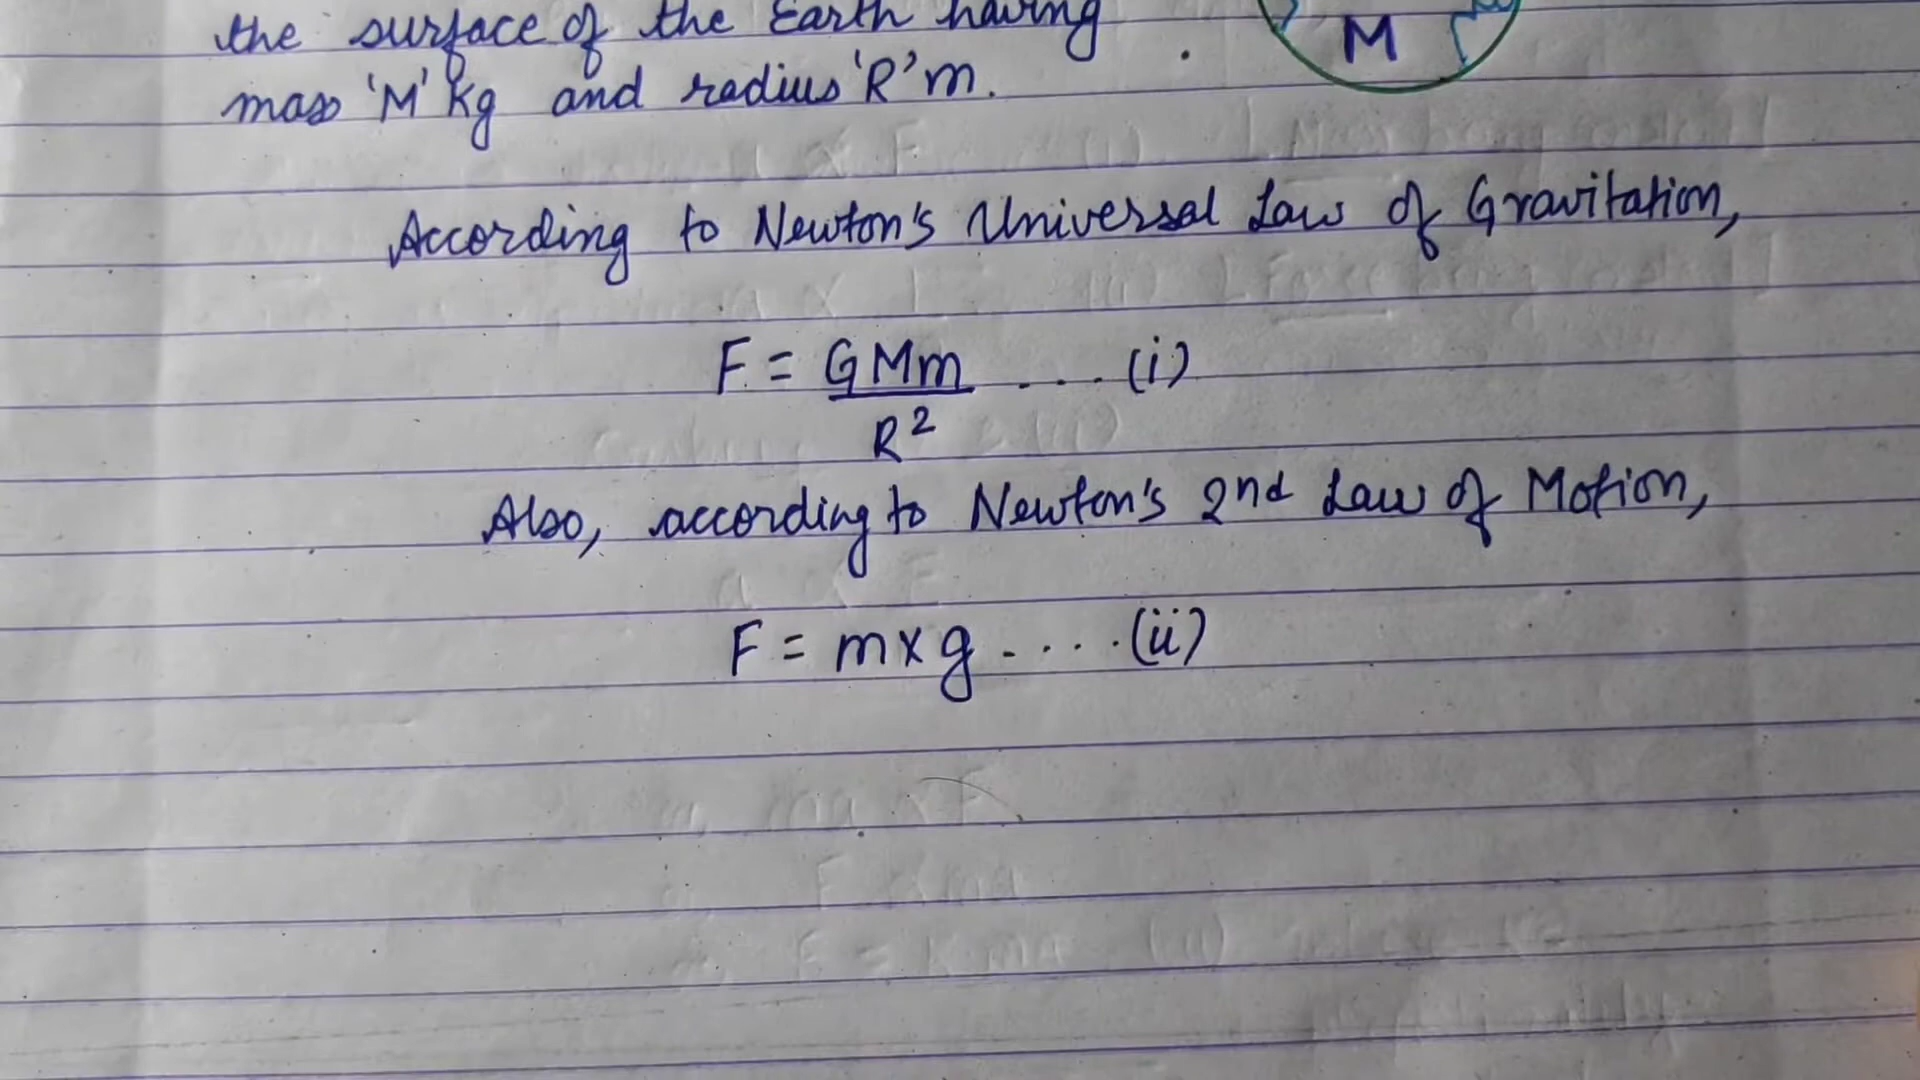 the surface of the Earth having
M
mass 'M' kg and radius 'R' m.
According to Newton's Universal Law of Gravitation,
F = GMm .... (i)
R²
Also, according to Newton's 2nd Law of Motion,
F = m×g ..... (ii)